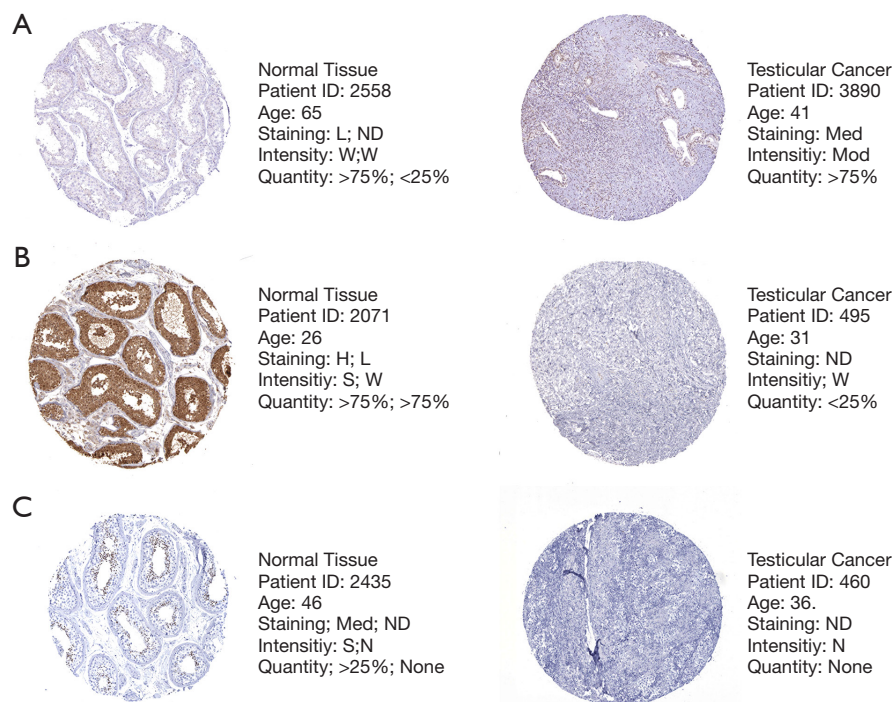 A
Normal Tissue
Patient ID: 2558
Age: 65
Staining: L; ND
Intensitiy: W;W
Quantity: >75%; <25%
Testicular Cancer
Patient ID: 3890
Age: 41
Staining: Med
Intensitiy: Mod
Quantity: >75%
B
Normal Tissue
Patient ID: 2071
Age: 26
Staining: H; L
Intensitiy: S; W
Quantity: >75%; >75%
Testicular Cancer
Patient ID: 495
Age: 31
Staining: ND
Intensitiy; W
Quantity: <25%
C
Normal Tissue
Patient ID: 2435
Age: 46
Staining; Med; ND
Intensitiy: S;N
Quantity; >25%; None
Testicular Cancer
Patient ID: 460
Age: 36.
Staining: ND
Intensitiy: N
Quantity: None